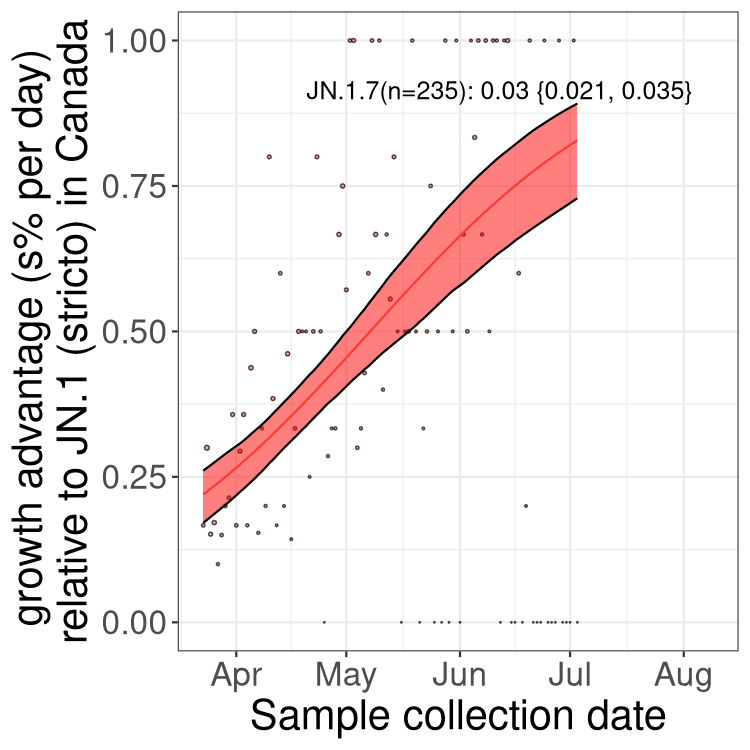 growth advantage (s% per day)
relative to JN.1 (stricto) in Canada
1.00
0.75
0.50
0.25
0.00
JN.1.7(n=235): 0.03 {0.021, 0.035}
Apr May Jun Jul Aug
Sample collection date